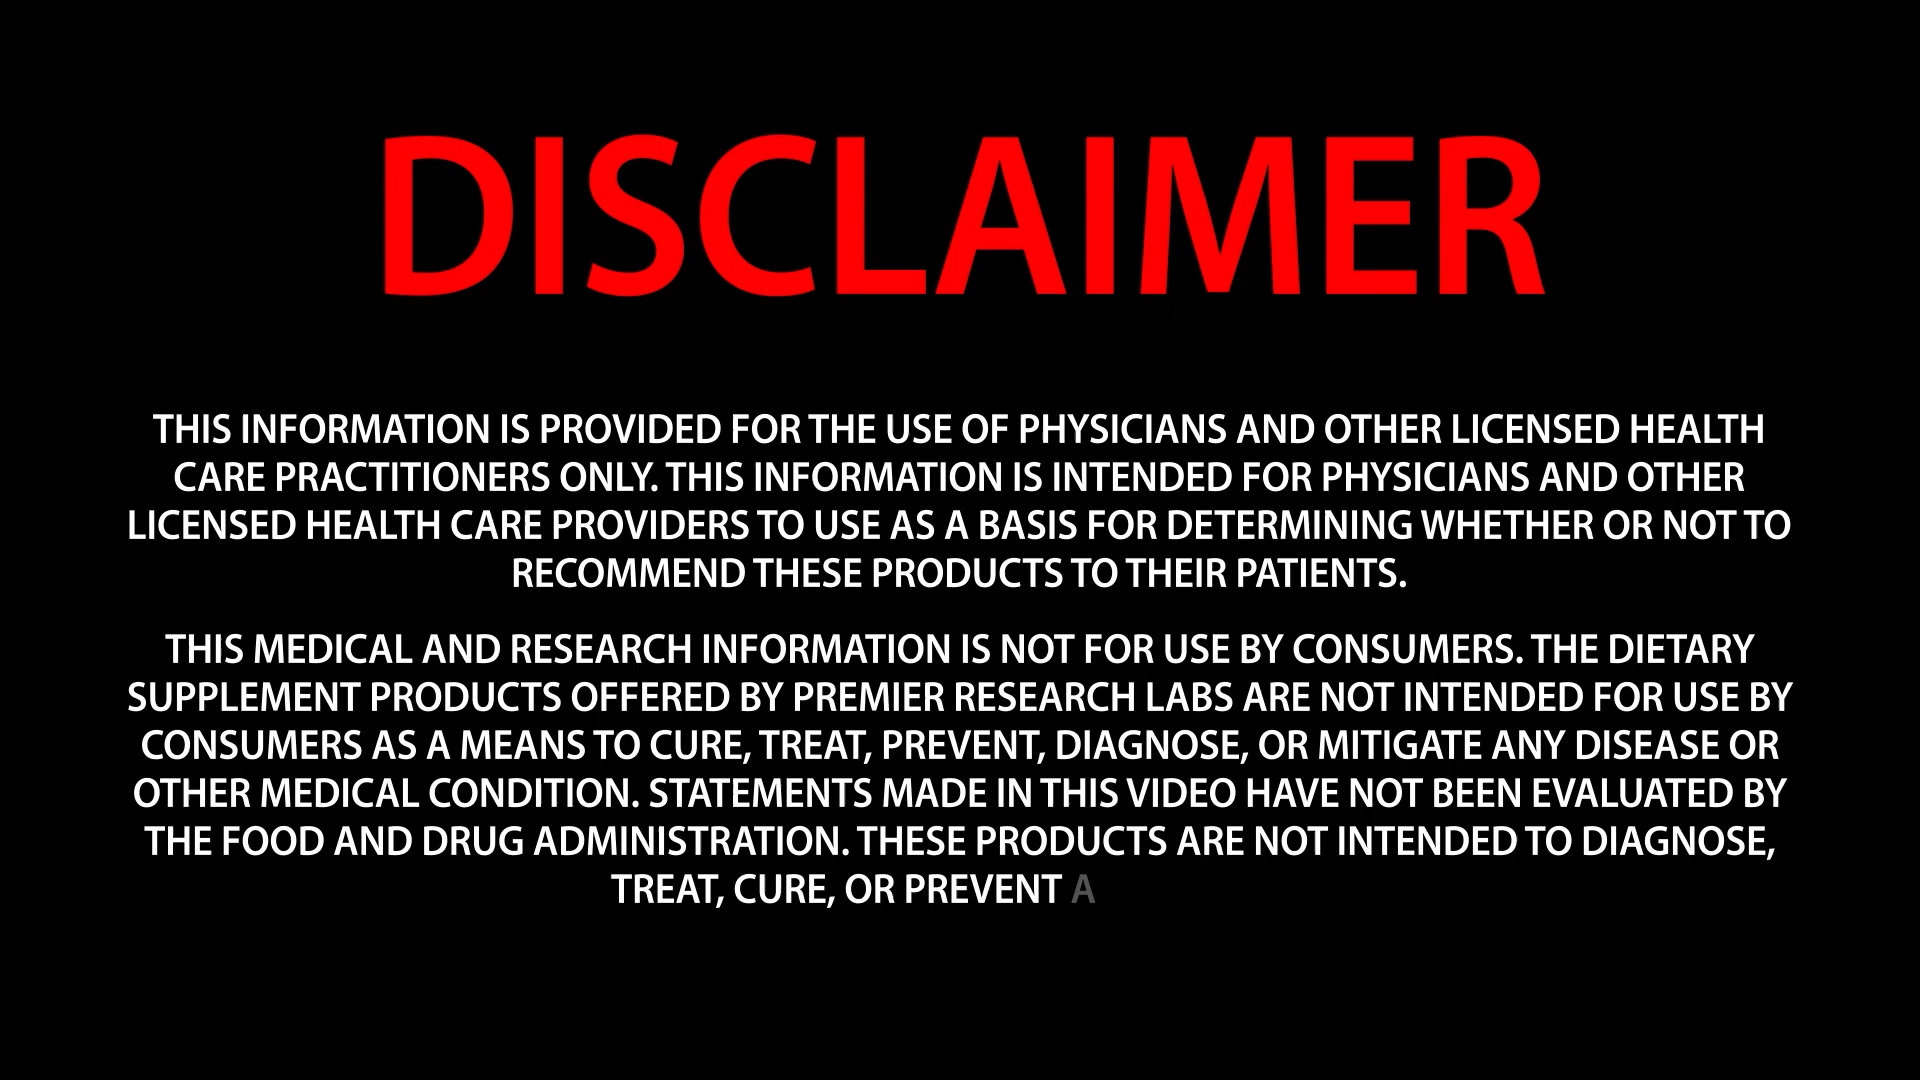 DISCLAIMER
THIS INFORMATION IS PROVIDED FOR THE USE OF PHYSICIANS AND OTHER LICENSED HEALTH
CARE PRACTITIONERS ONLY. THIS INFORMATION IS INTENDED FOR PHYSICIANS AND OTHER
LICENSED HEALTH CARE PROVIDERS TO USE AS A BASIS FOR DETERMINING WHETHER OR NOT TO
RECOMMEND THESE PRODUCTS TO THEIR PATIENTS.
THIS MEDICAL AND RESEARCH INFORMATION IS NOT FOR USE BY CONSUMERS. THE DIETARY
SUPPLEMENT PRODUCTS OFFERED BY PREMIER RESEARCH LABS ARE NOT INTENDED FOR USE BY
CONSUMERS AS A MEANS TO CURE, TREAT, PREVENT, DIAGNOSE, OR MITIGATE ANY DISEASE OR
OTHER MEDICAL CONDITION. STATEMENTS MADE IN THIS VIDEO HAVE NOT BEEN EVALUATED BY
THE FOOD AND DRUG ADMINISTRATION. THESE PRODUCTS ARE NOT INTENDED TO DIAGNOSE,
TREAT, CURE, OR PREVENT A